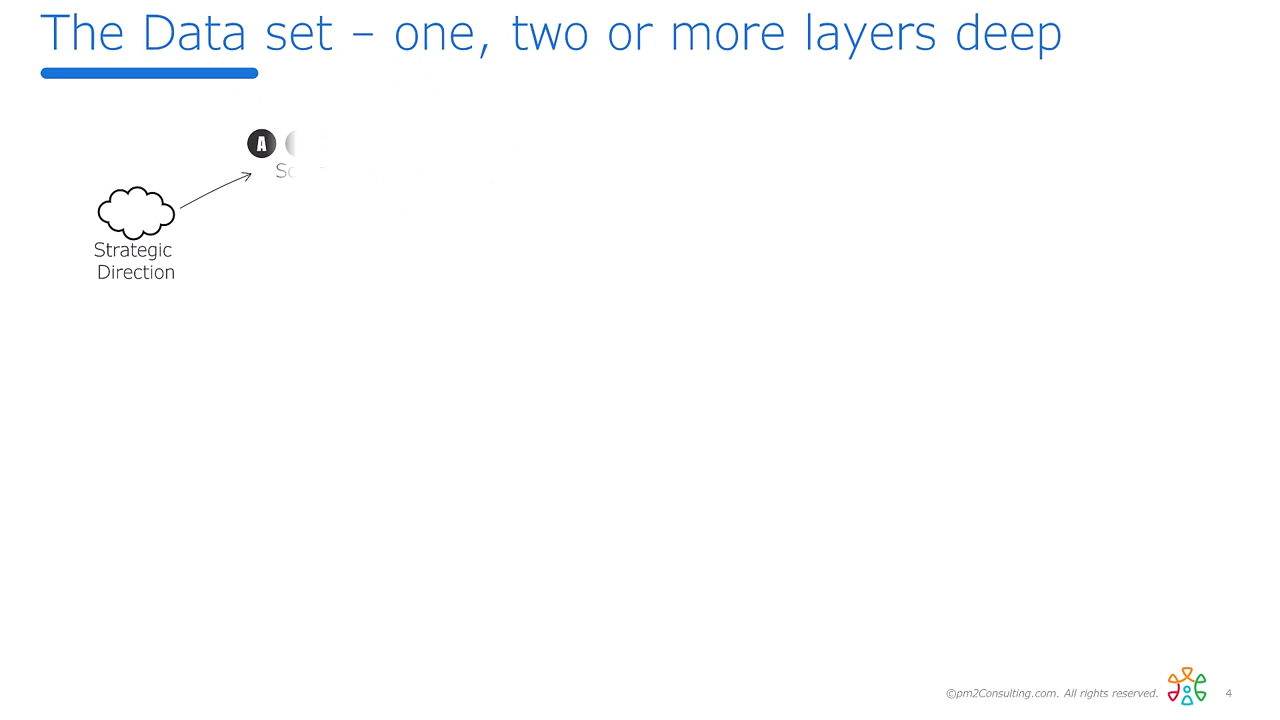 The Data set – one, two or more layers deep
A
Strategic
Direction
©pm2Consulting.com. All rights reserved.
4